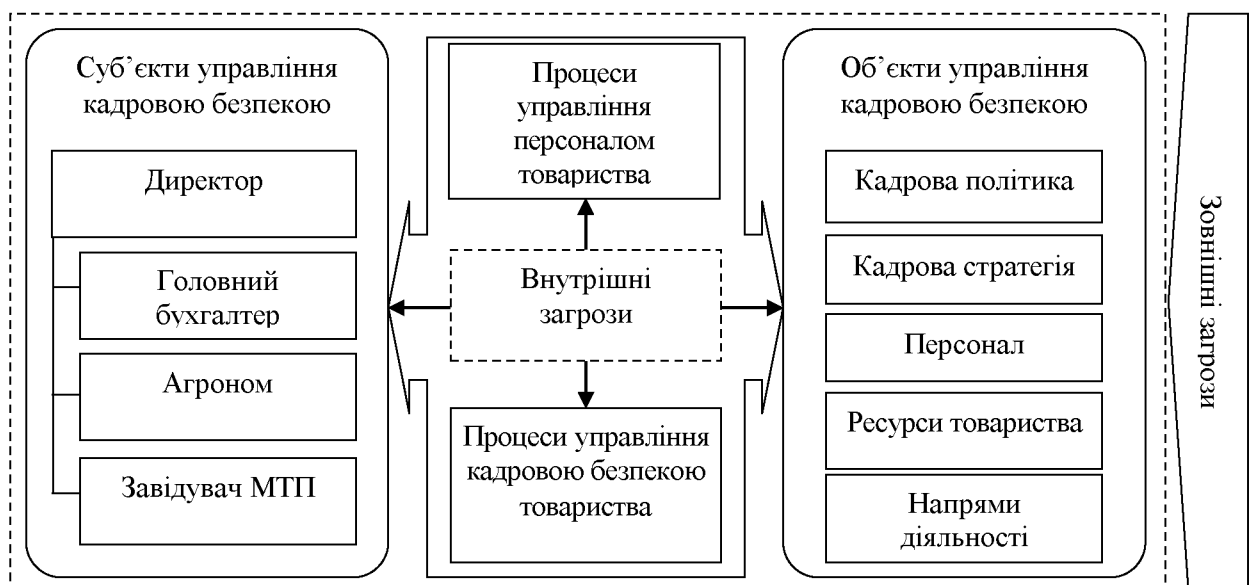 Суб’єкти управління
кадровою безпекою
Директор
Головний
бухгалтер
Агроном
Завідувач МТП
Процеси
управління
персоналом
товариства
Внутрішні
загрози
Процеси управління
кадровою безпекою
товариства
Об’єкти управління
кадровою безпекою
Кадрова політика
Кадрова стратегія
Персонал
Ресурси товариства
Напрями
діяльності
Зовнішні загрози